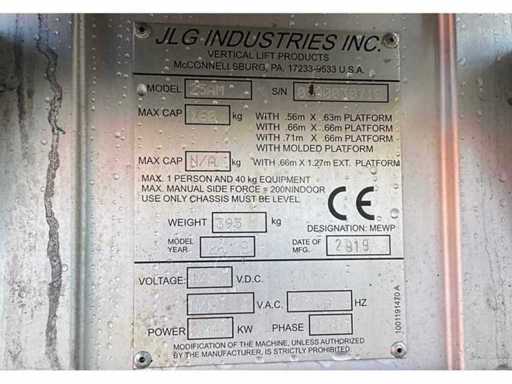 JLG INDUSTRIES INC.
VERTICAL LIFT PRODUCTS
McCONNELLSBURG, PA. 17233-9533 U.S.A.
MODEL 25AM S/N
MAX CAP kg WITH .56m X .63m PLATFORM
WITH .66m X .66m PLATFORM
WITH .71m X .66m PLATFORM
WITH MOLDED PLATFORM
MAX CAP N/A kg WITH .66m X 1.27m EXT. PLATFORM
MAX. 1 PERSON AND 40 kg EQUIPMENT
MAX. MANUAL SIDE FORCE = 200N INDOOR
USE ONLY CHASSIS MUST BE LEVEL
CE
WEIGHT 393 kg
DESIGNATION: MEWP
MODEL YEAR 2019 DATE OF MFG. 2019
VOLTAGE: V.D.C.
V.A.C. HZ
POWER KW PHASE
MODIFICATION OF THE MACHINE, UNLESS AUTHORIZED
BY THE MANUFACTURER, IS STRICTLY PROHIBITED.
1001191470 A